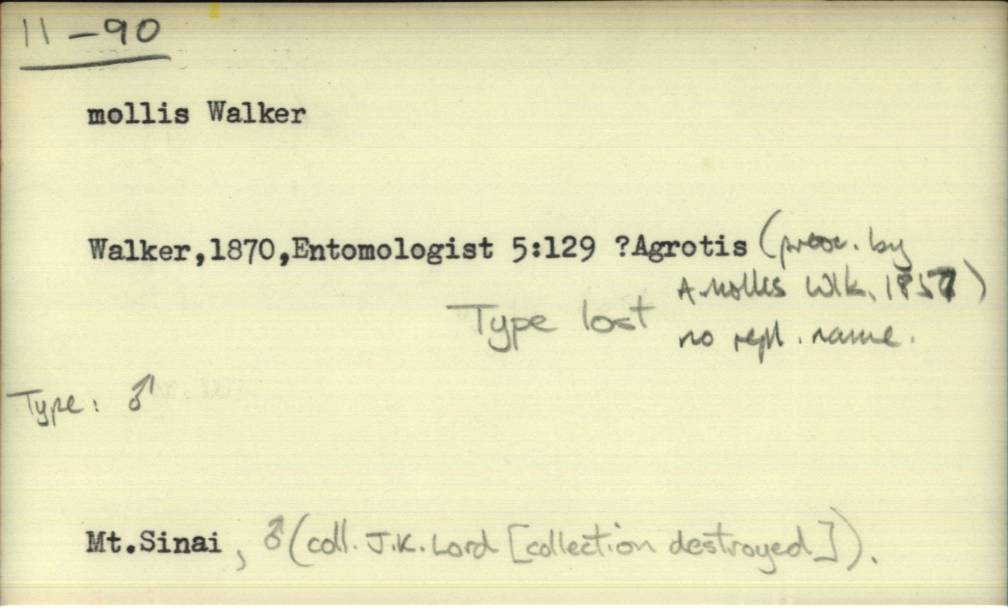 11-90
mollis Walker
Walker,1870,Entomologist 5:129 ?Agrotis (preoc. by
A. mollis Wlk. 1857)
Type lost no repl. name.
Type: ♂
Mt.Sinai, ♂ (coll. J.K. Lord [collection destroyed]).